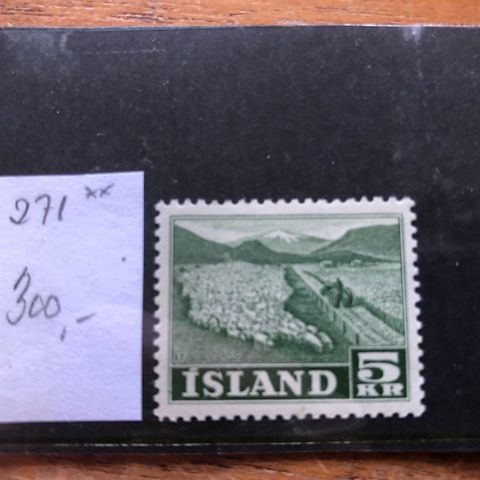 271 **
300,-
ÍSLAND 5 KR